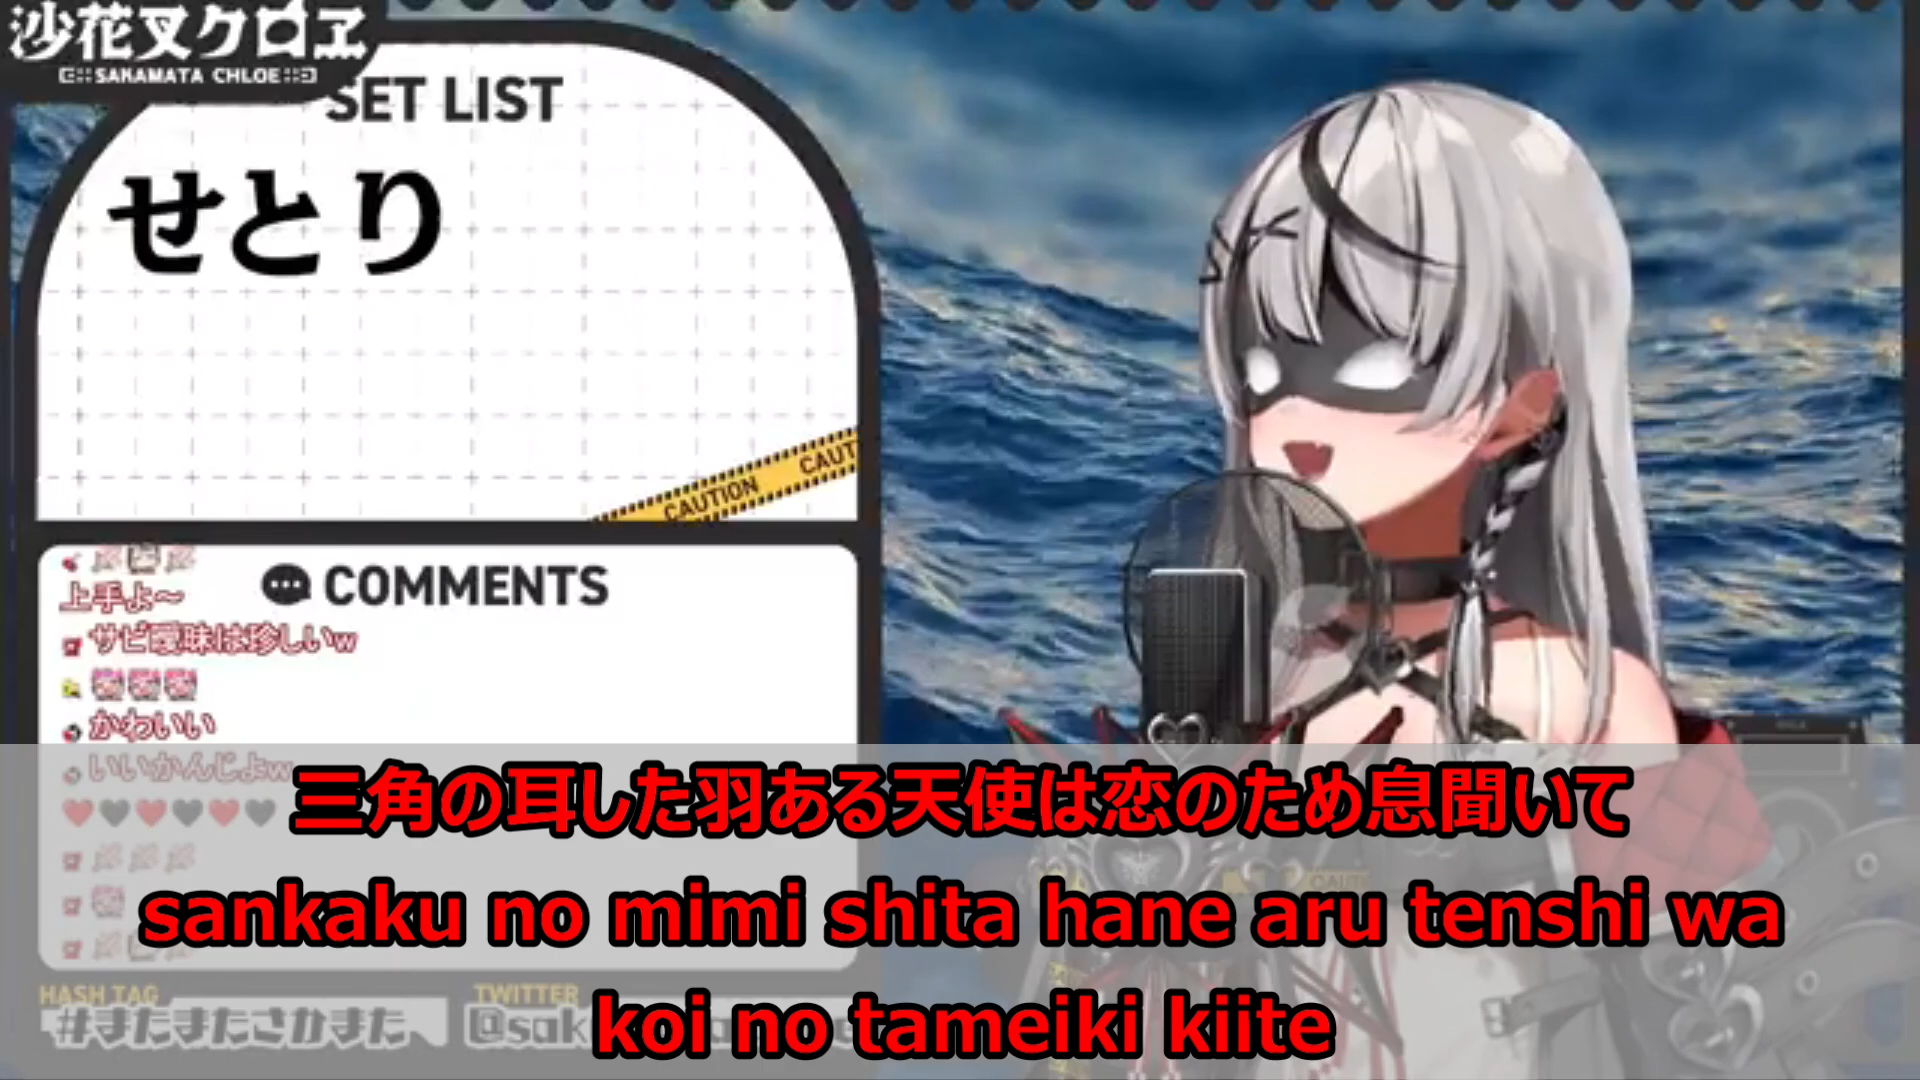 沙花叉クロヱ
SAKAMATA CHLOE
SET LIST
せとり
CAUTION
CAUT
COMMENTS
上手よ～
サビ曖昧は珍しいw
かわいい
いいかんじよw
三角の耳した羽ある天使は恋のため息聞いて
sankaku no mimi shita hane aru tenshi wa
koi no tameiki kiite
HASH TAG
#またまたさかまた
TWITTER
@sak